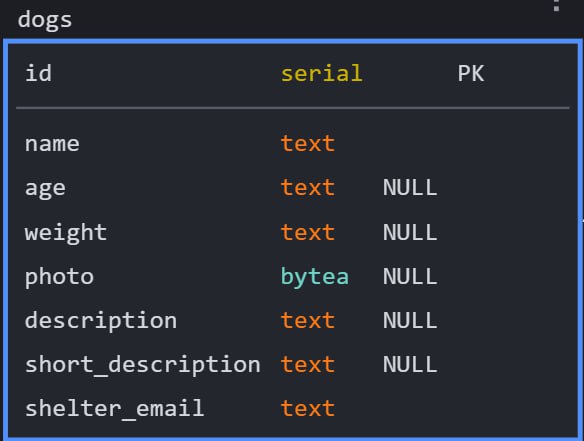 dogs
id serial PK
name text
age text NULL
weight text NULL
photo bytea NULL
description text NULL
short_description text NULL
shelter_email text